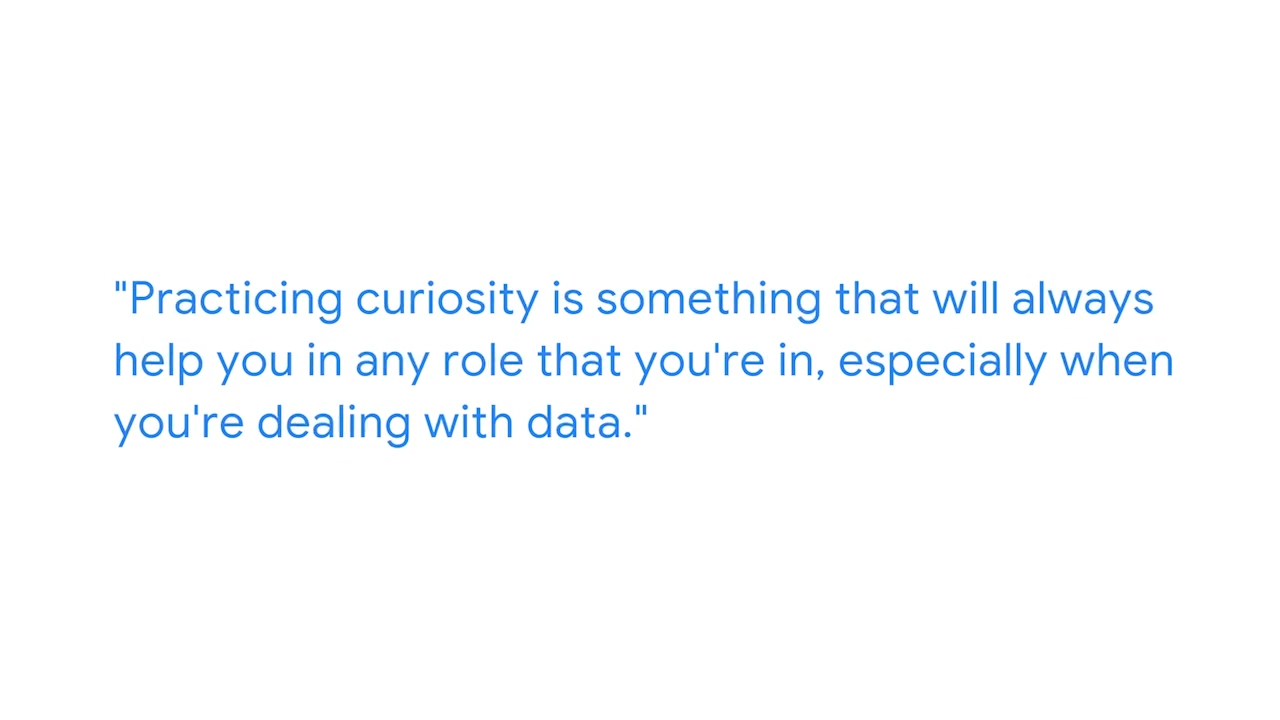 "Practicing curiosity is something that will always
help you in any role that you're in, especially when
you're dealing with data."